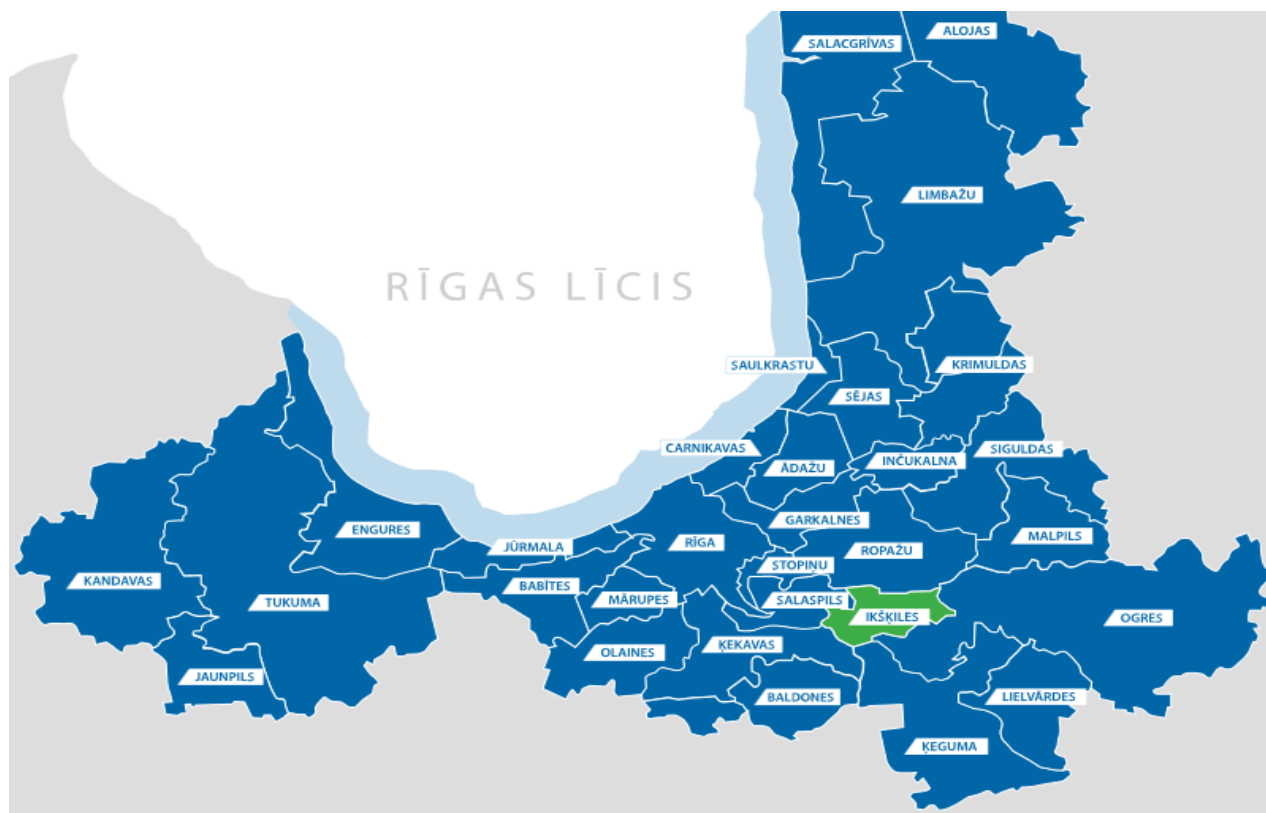 SALACGRĪVAS
ALOJAS
LIMBAŽU
RĪGAS LĪCIS
SAULKRASTU
KRIMULDAS
SĒJAS
CARNIKAVAS
ĀDAŽU
INČUKALNA
SIGULDAS
ENGURES
GARKALNES
JŪRMALA
RĪGA
ROPAŽU
MALPILS
STOPIŅU
KANDAVAS
TUKUMA
BABĪTES
MĀRUPES
SALASPILS
IKŠĶILES
OGRES
OLAINES
ĶEKAVAS
JAUNPILS
BALDONES
LIELVĀRDES
ĶEGUMA